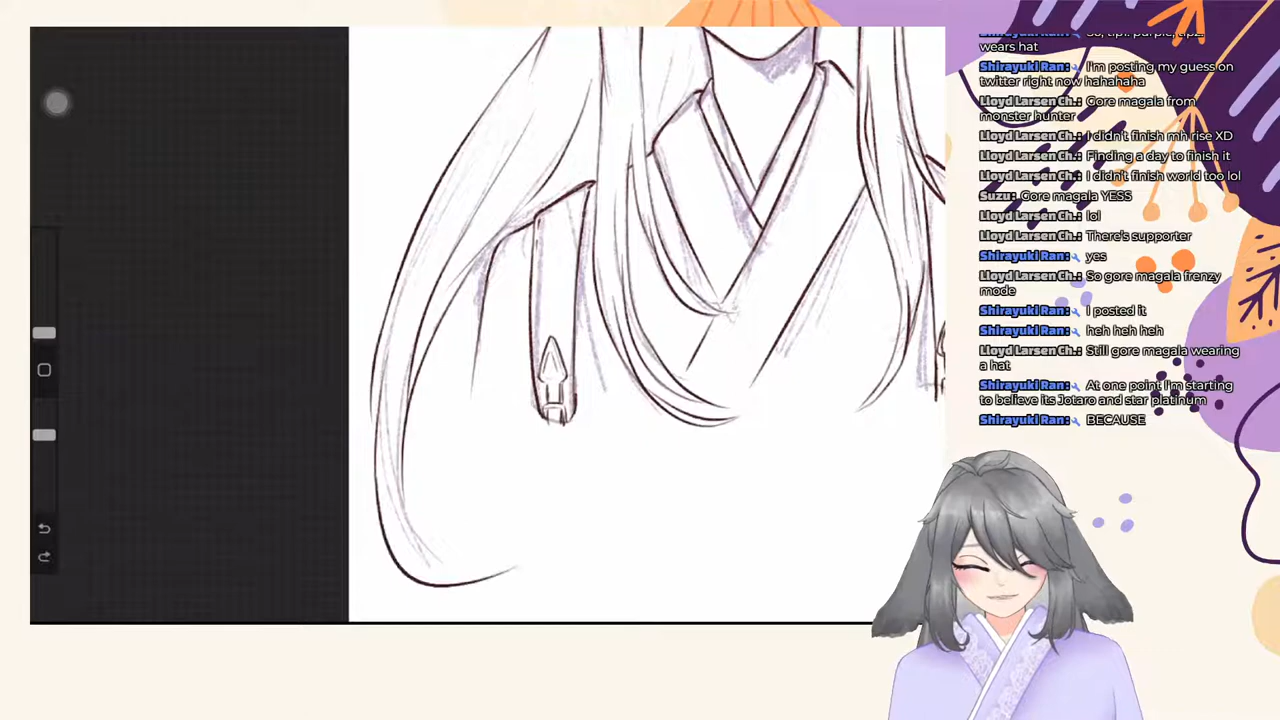 wears hat
Shirayuki Ran: I'm posting my guess on
twitter right now hahahaha
Lloyd Larsen Ch.: Gore magala from
monster hunter
Lloyd Larsen Ch.: I didn't finish mh rise XD
Lloyd Larsen Ch.: Finding a day to finish it
Lloyd Larsen Ch.: I didn't finish world too lol
Suzu: Gore magala YESS
Lloyd Larsen Ch.: lol
Lloyd Larsen Ch.: There's supporter
Shirayuki Ran: yes
Lloyd Larsen Ch.: So gore magala frenzy
mode
Shirayuki Ran: I posted it
Shirayuki Ran: heh heh heh
Lloyd Larsen Ch.: Still gore magala wearing
a hat
Shirayuki Ran: At one point I'm starting
to believe its Jotaro and star platinum
Shirayuki Ran: BECAUSE